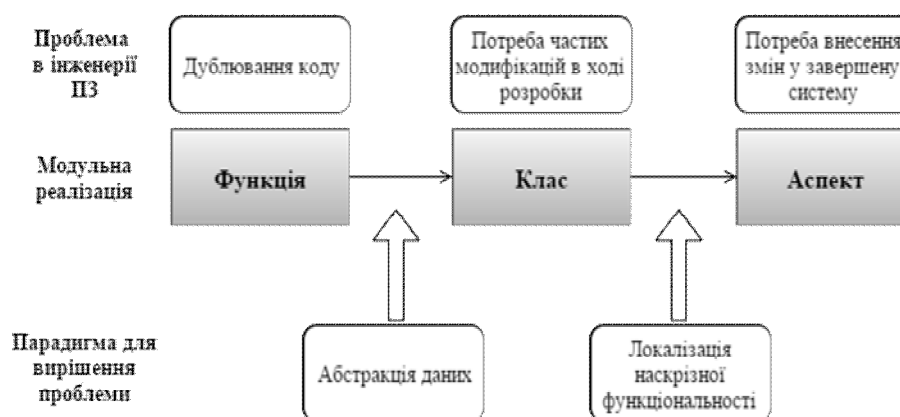 Проблема
в інженерії
ПЗ
Дублювання коду
Потреба частих
модифікацій в ході
розробки
Потреба внесення
змін у завершену
систему
Модульна
реалізація
Функція
Клас
Аспект
Парадигма для
вирішення
проблеми
Абстракція даних
Локалізація
наскрізної
функціональності